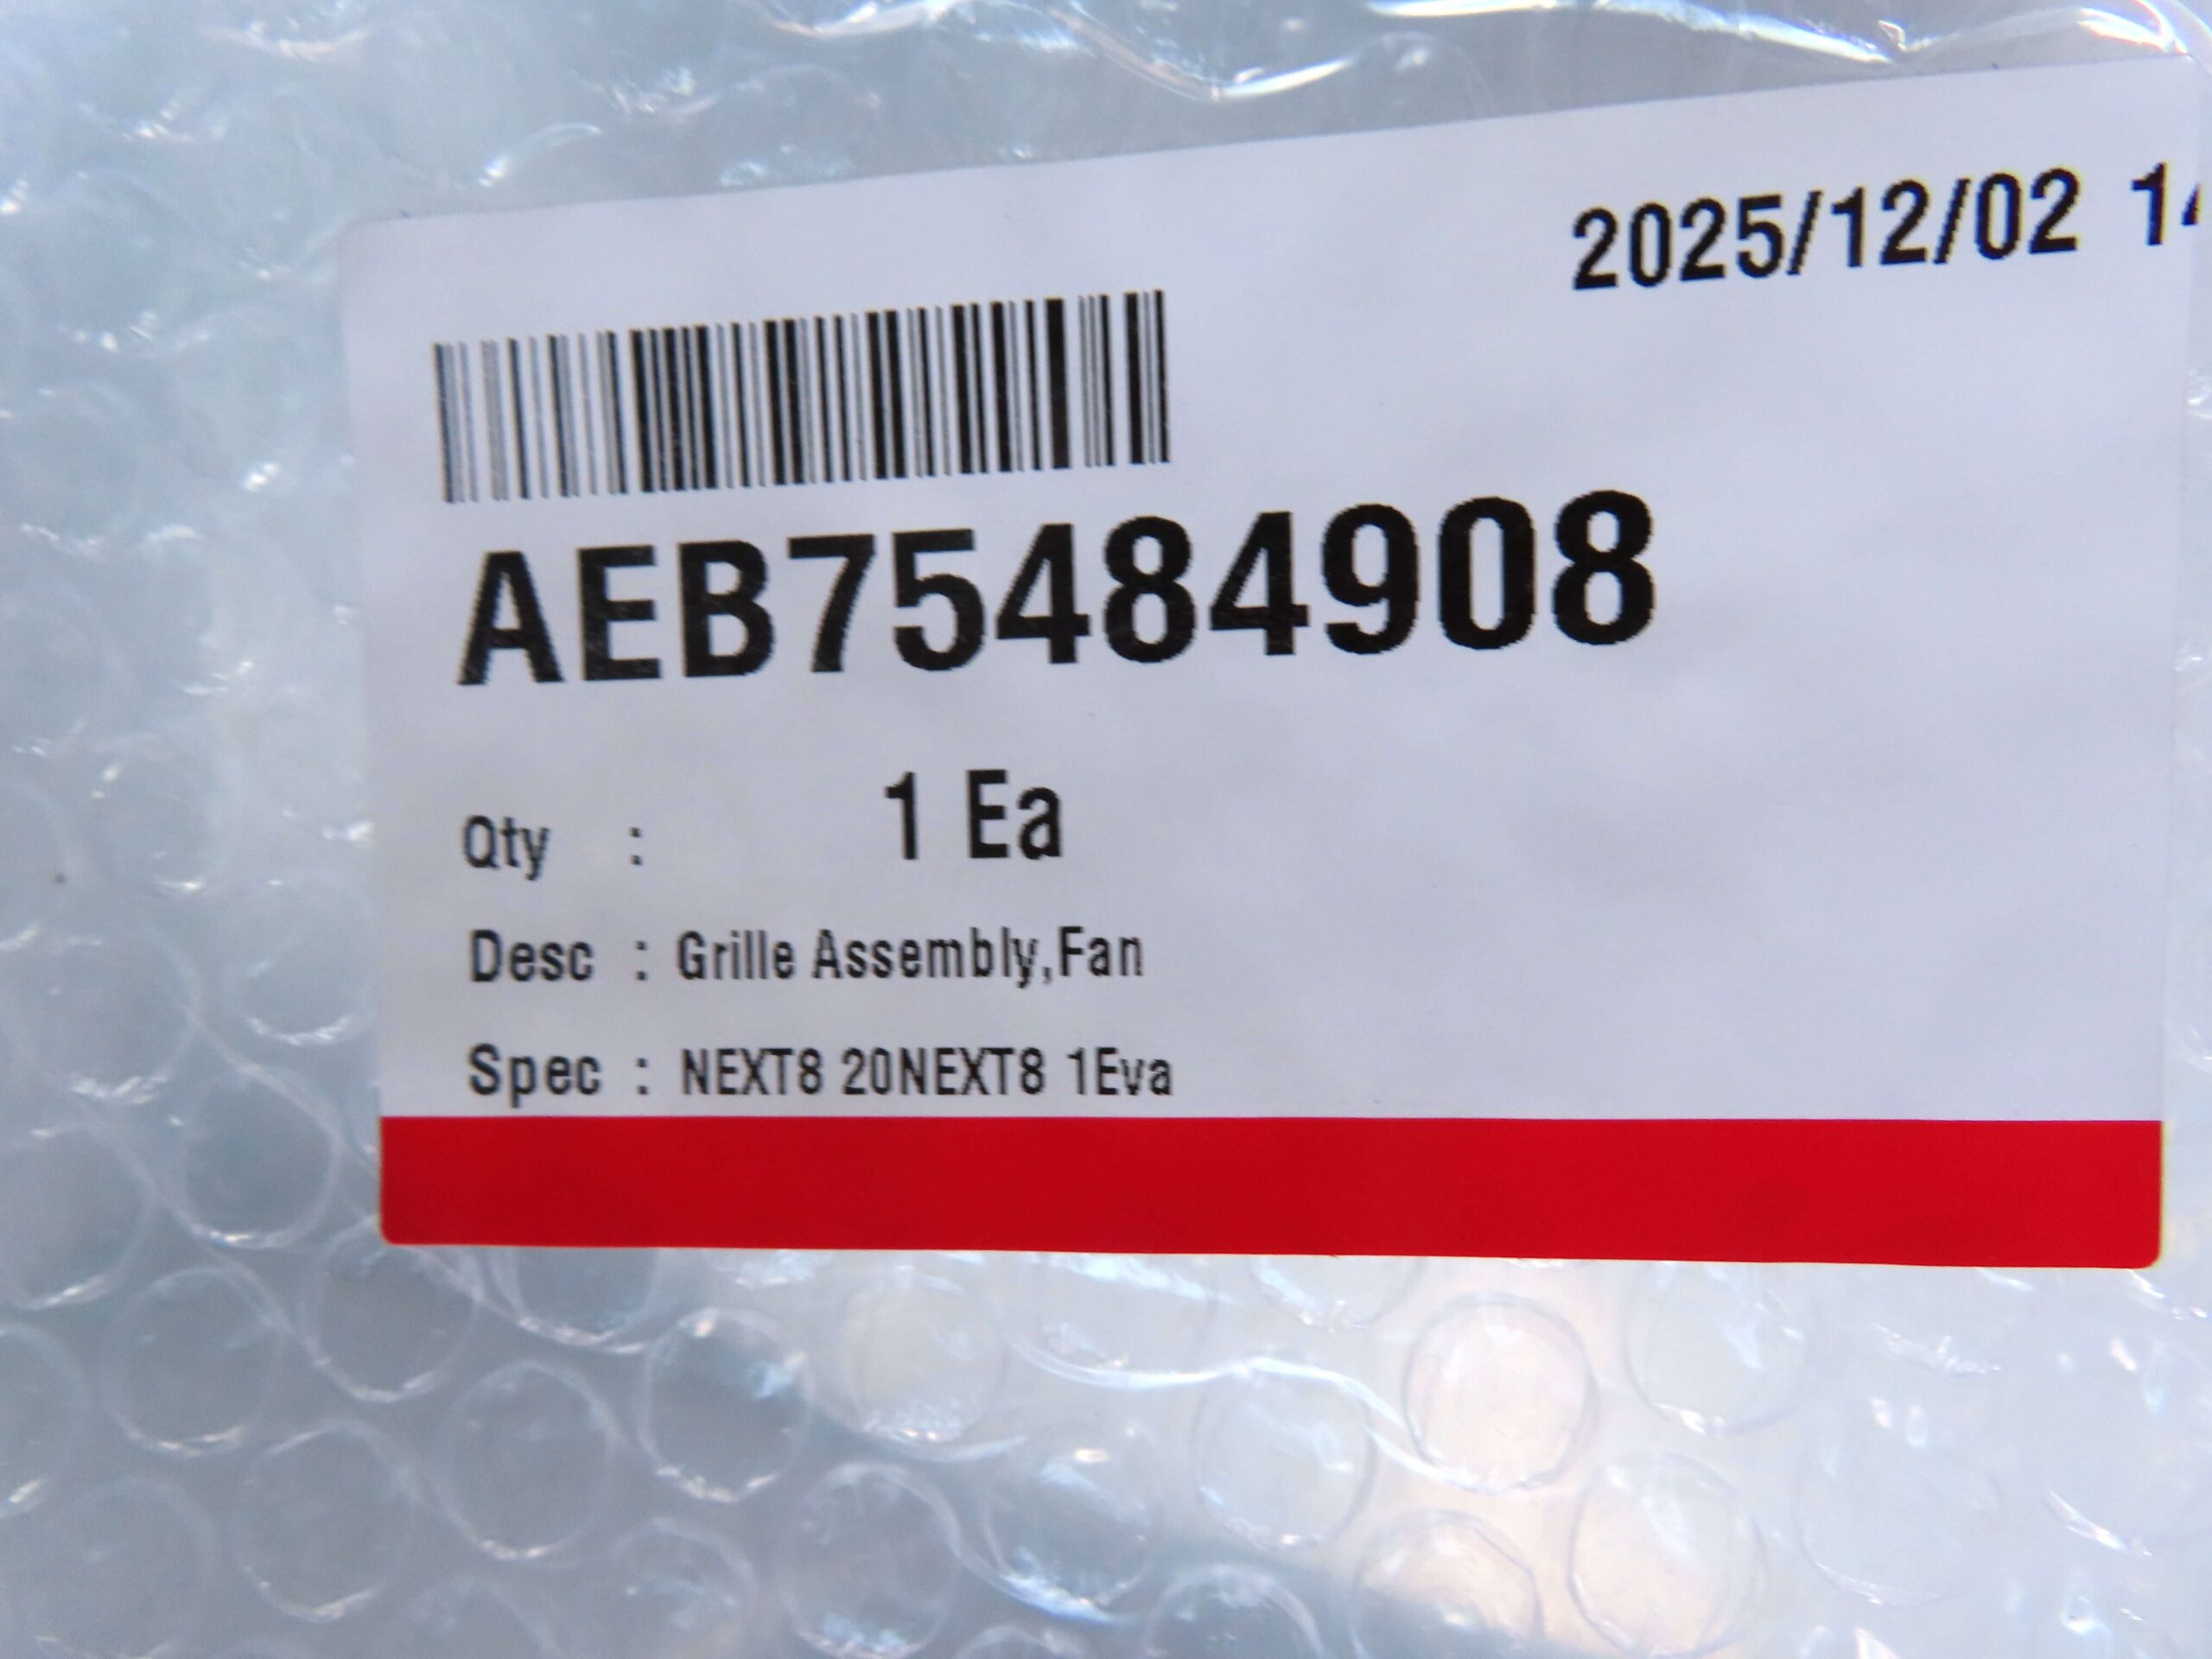 2025/12/02
AEB75484908
Qty : 1 Ea
Desc : Grille Assembly,Fan
Spec : NEXT8 20NEXT8 1Eva